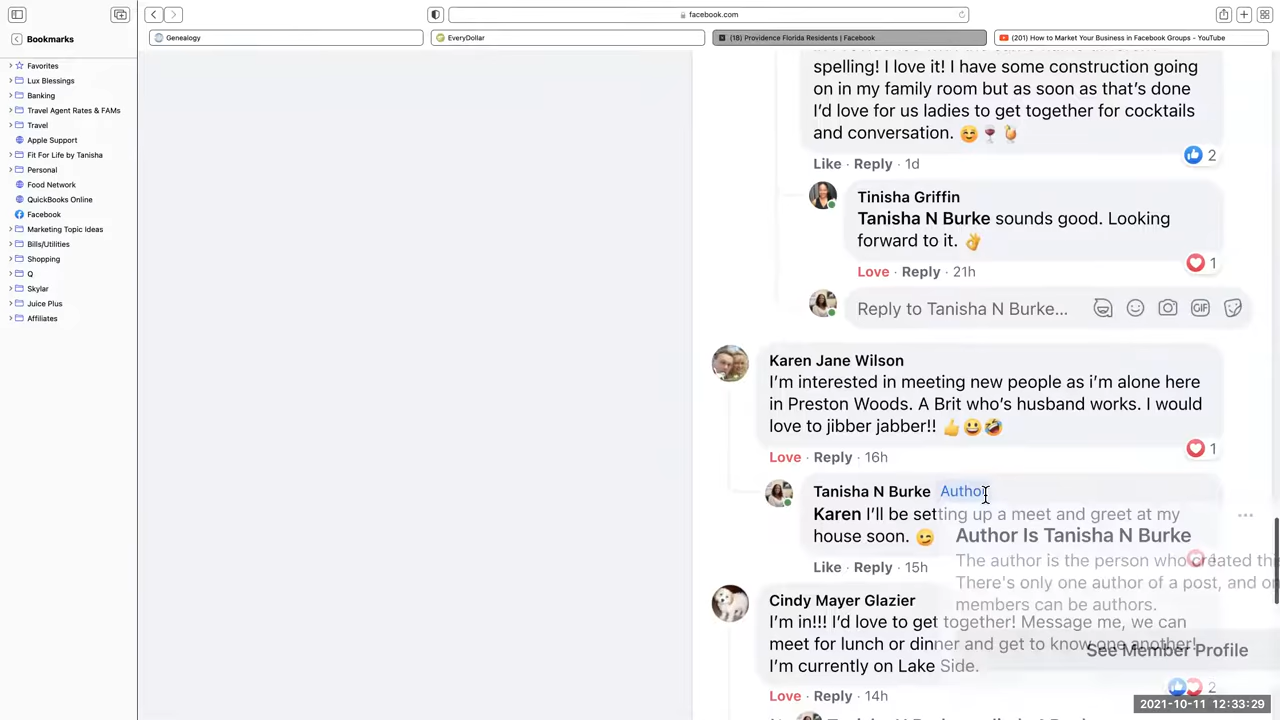 facebook.com
Bookmarks
Genealogy
EveryDollar
(18) Providence Florida Residents | Facebook
(201) How to Market Your Business in Facebook Groups - YouTube
Favorites
Lux Blessings
Banking
Travel Agent Rates & FAMs
Travel
Apple Support
Fit For Life by Tanisha
Personal
Food Network
QuickBooks Online
Facebook
Marketing Topic Ideas
Bills/Utilities
Shopping
Q
Skylar
Juice Plus
Affiliates
spelling! I love it! I have some construction going
on in my family room but as soon as that's done
I'd love for us ladies to get together for cocktails
and conversation. 😊🍷🍹
2
Like · Reply · 1d
Tinisha Griffin
Tanisha N Burke sounds good. Looking
forward to it. 👌
1
Love · Reply · 21h
Reply to Tanisha N Burke...
GIF
Karen Jane Wilson
I'm interested in meeting new people as i'm alone here
in Preston Woods. A Brit who's husband works. I would
love to jibber jabber!! 👍😀🤣
1
Love · Reply · 16h
Tanisha N Burke Author
Karen I'll be setting up a meet and greet at my
house soon. 😜
Like · Reply · 15h
Author Is Tanisha N Burke
The author is the person who created thi
There's only one author of a post, and on
members can be authors.
See Member Profile
Cindy Mayer Glazier
I'm in!!! I'd love to get together! Message me, we can
meet for lunch or dinner and get to know one another!
I'm currently on Lake Side.
2
Love · Reply · 14h
2021-10-11 12:33:29